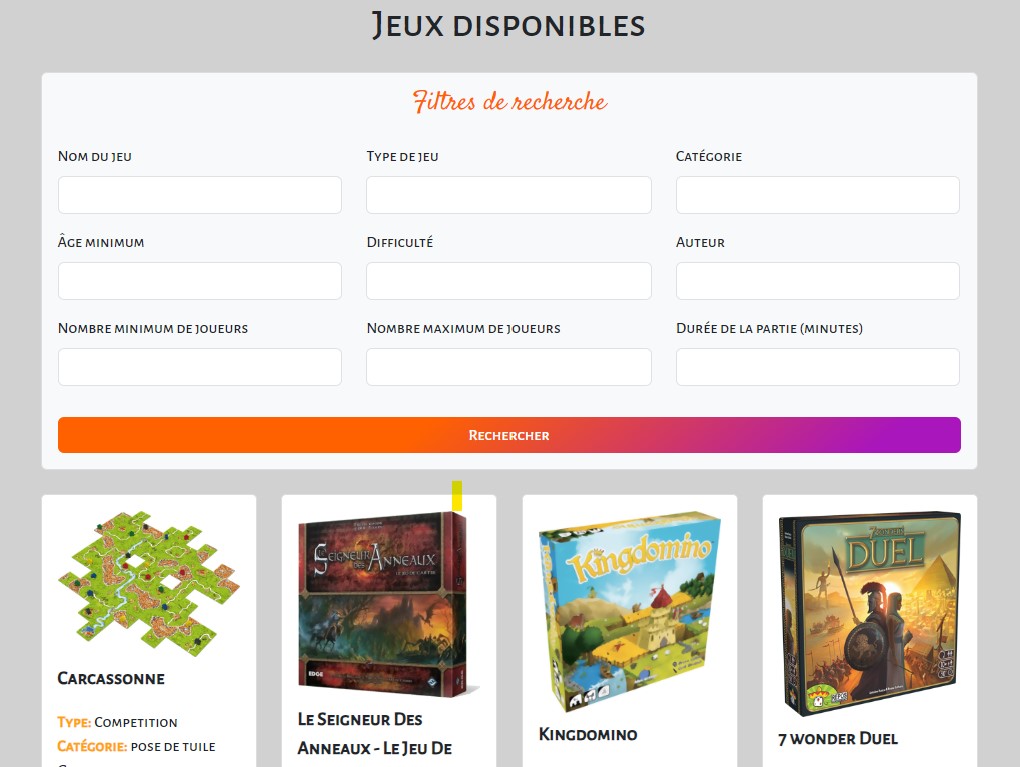 Jeux disponibles
Filtres de recherche
Nom du jeu
Type de jeu
Catégorie
Âge minimum
Difficulté
Auteur
Nombre minimum de joueurs
Nombre maximum de joueurs
Durée de la partie (minutes)
Rechercher
Carcassonne
Type: Competition
Catégorie: pose de tuile
Le Seigneur des Anneaux
Le Jeu de Cartes
EDGE
Le Seigneur Des
Anneaux - Le Jeu De
Kingdomino
Kingdomino
7 Wonders
DUEL
7 wonder Duel